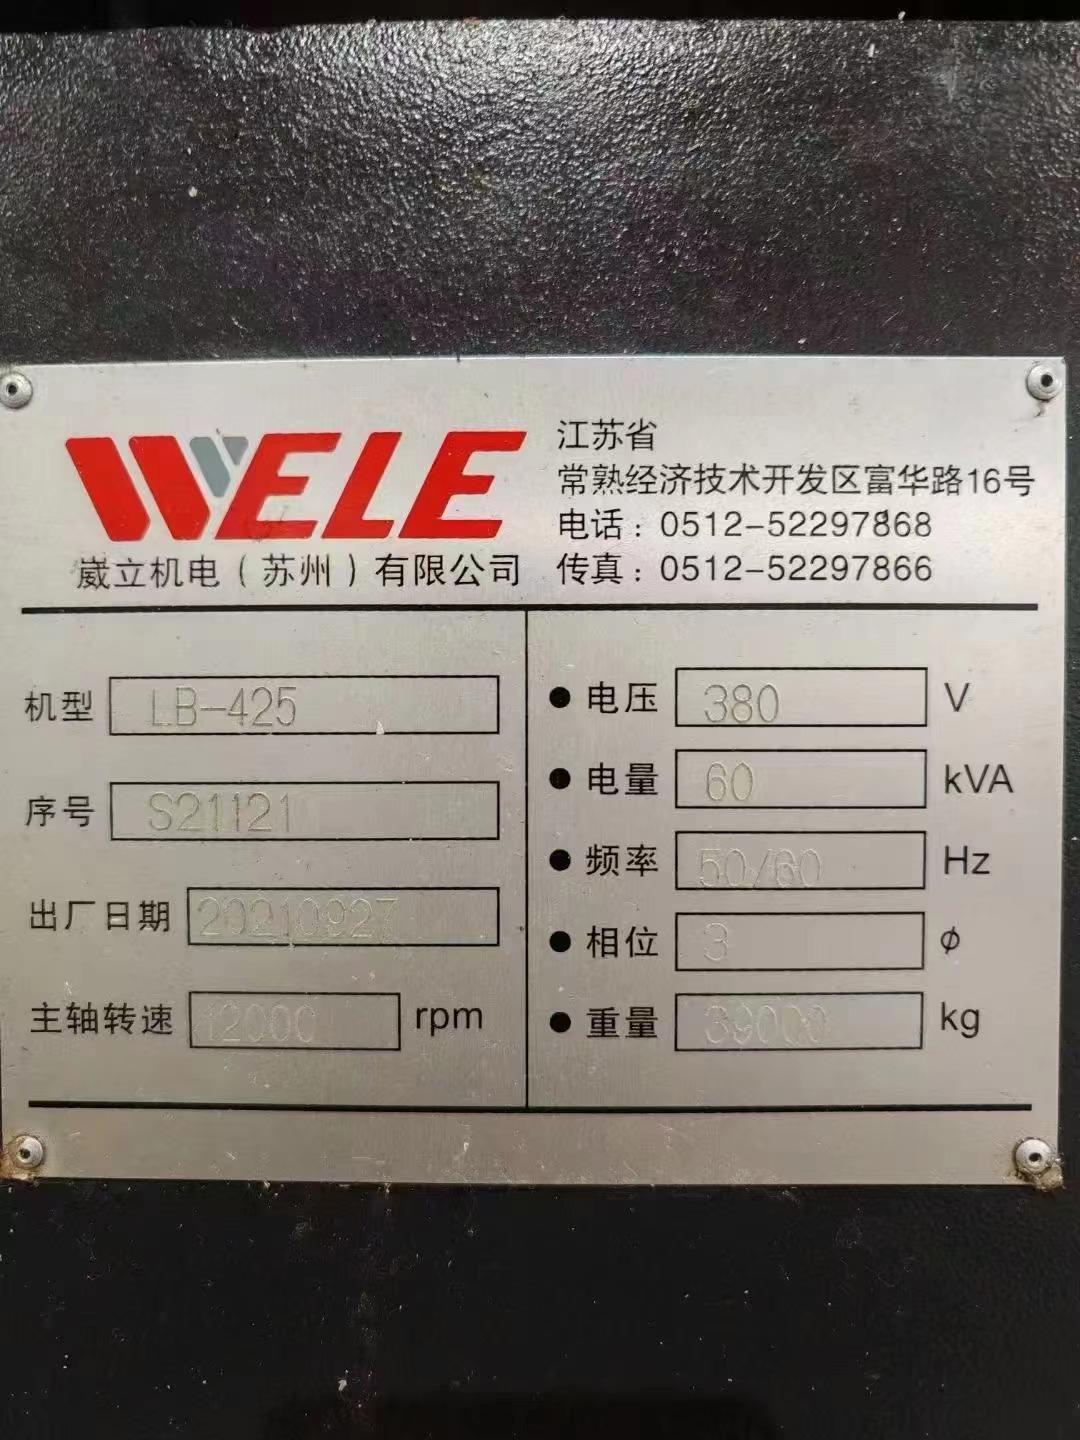 WELE
崴立机电（苏州）有限公司
江苏省
常熟经济技术开发区富华路16号
电话：0512-52297868
传真：0512-52297866
机型 LB-425
序号 S21121
出厂日期 20210927
主轴转速 12000 rpm
● 电压 380 V
● 电量 60 kVA
● 频率 50/60 Hz
● 相位 3 ϕ
● 重量 39000 kg